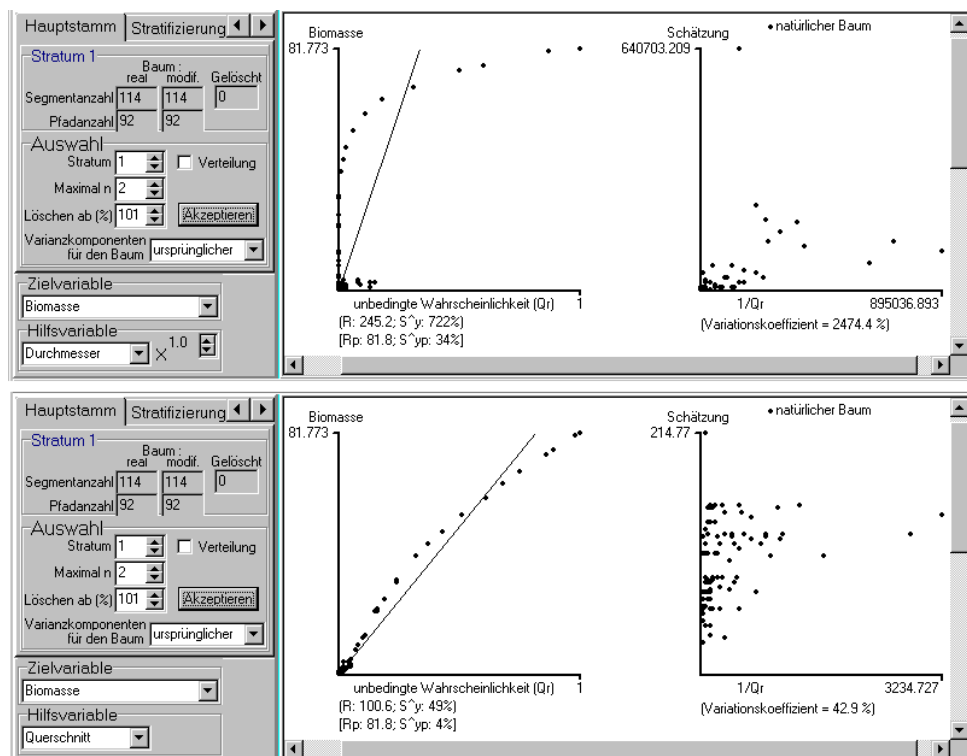 Hauptstamm Stratifizierung
Stratum 1
Baum :
real modif. Gelöscht
Segmentanzahl 114 114 0
Pfadanzahl 92 92
Auswahl
Stratum 1 Verteilung
Maximal n 2
Löschen ab (%) 101 Akzeptieren
Varianzkomponenten
für den Baum ursprünglicher
Zielvariable
Biomasse
Hilfsvariable
Durchmesser X 1.0
Biomasse
81.773
unbedingte Wahrscheinlichkeit (Qr) 1
(R: 245.2; S^y: 722%)
[Rp: 81.8; S^yp: 34%]
• natürlicher Baum
Schätzung
640703.209
1/Qr 895036.893
(Variationskoeffizient = 2474.4 %)
Hauptstamm Stratifizierung
Stratum 1
Baum :
real modif. Gelöscht
Segmentanzahl 114 114 0
Pfadanzahl 92 92
Auswahl
Stratum 1 Verteilung
Maximal n 2
Löschen ab (%) 101 Akzeptieren
Varianzkomponenten
für den Baum ursprünglicher
Zielvariable
Biomasse
Hilfsvariable
Querschnitt
Biomasse
81.773
unbedingte Wahrscheinlichkeit (Qr) 1
(R: 100.6; S^y: 49%)
[Rp: 81.8; S^yp: 4%]
• natürlicher Baum
Schätzung
214.77
1/Qr 3234.727
(Variationskoeffizient = 42.9 %)